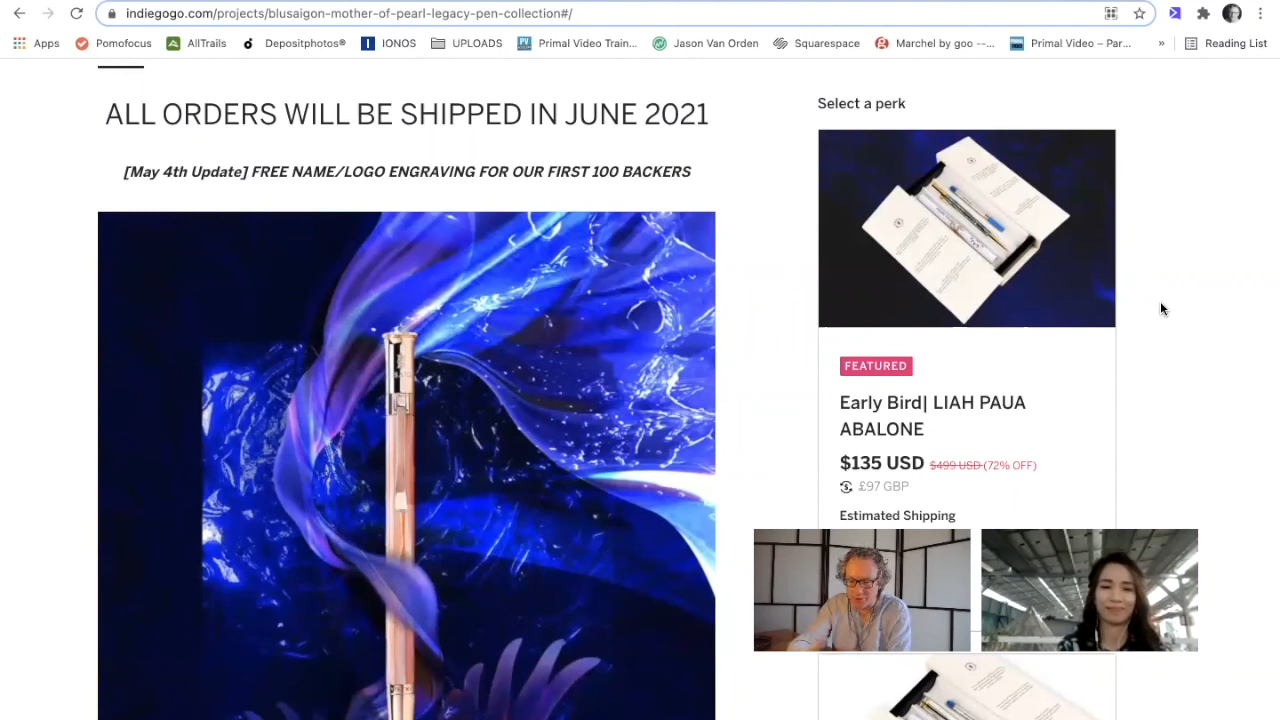 indiegogo.com/projects/blusaigon-mother-of-pearl-legacy-pen-collection#/
Apps Pomofocus AllTrails Depositphotos® IONOS UPLOADS Primal Video Train... Jason Van Orden Squarespace Marchel by goo --... Primal Video – Par... » Reading List
ALL ORDERS WILL BE SHIPPED IN JUNE 2021
[May 4th Update] FREE NAME/LOGO ENGRAVING FOR OUR FIRST 100 BACKERS
Select a perk
FEATURED
Early Bird| LIAH PAUA
ABALONE
$135 USD $499 USD (72% OFF)
£97 GBP
Estimated Shipping